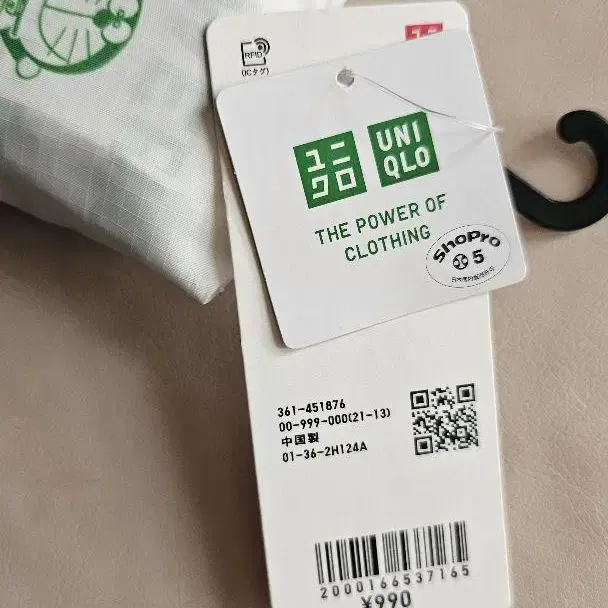 RFID
(ICタグ)
ユニ
クロ
UNI
QLO
THE POWER OF
CLOTHING
ShoPro
5
361-451876
00-999-000(21-13)
中国製
01-36-2H124A
2000166537165
¥990